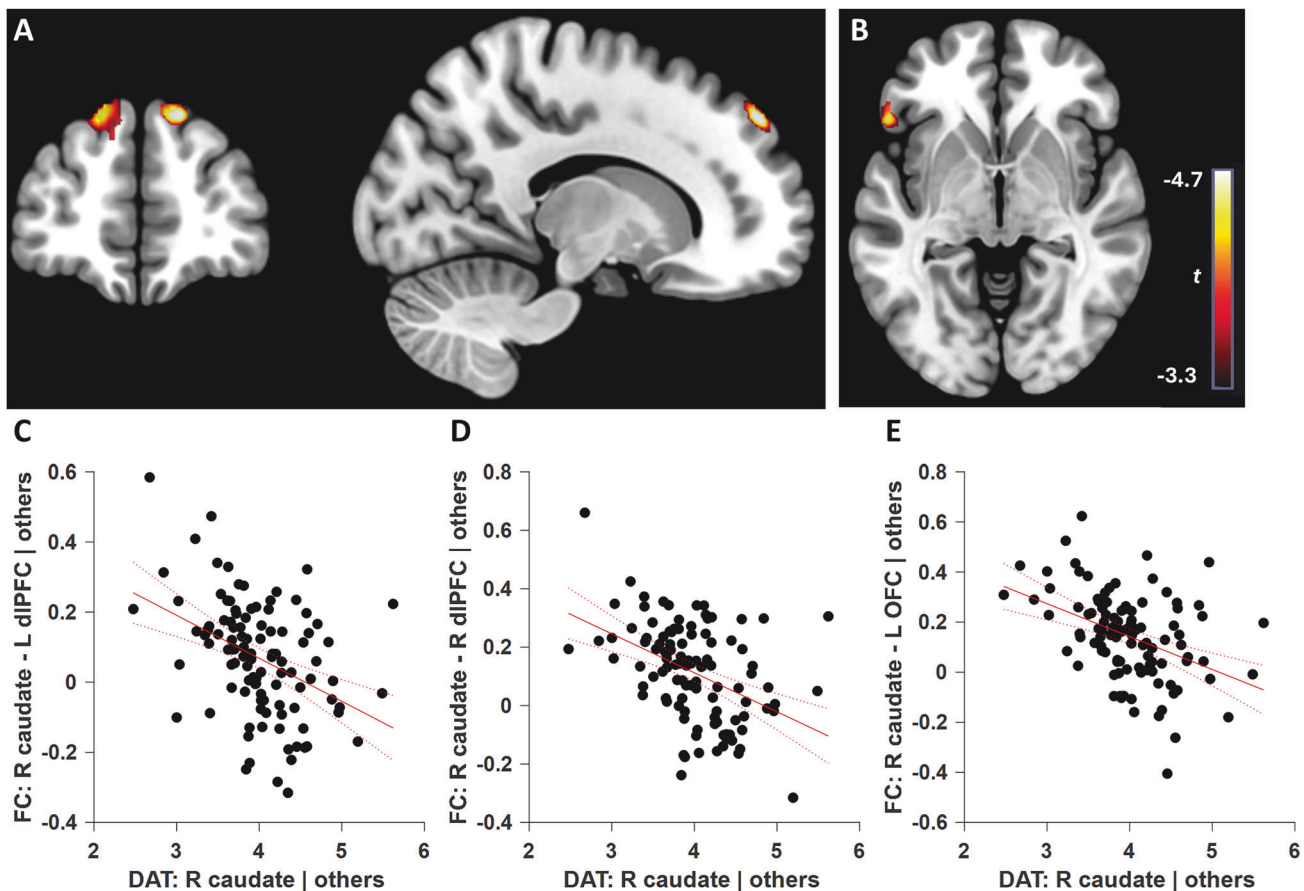 A
B
-4.7
t
-3.3
C
D
E
FC: R caudate - L dlPFC | others
0.6
0.4
0.2
0
-0.2
-0.4
2 3 4 5 6
DAT: R caudate | others
FC: R caudate - R dlPFC | others
0.8
0.6
0.4
0.2
0
-0.2
-0.4
2 3 4 5 6
DAT: R caudate | others
FC: R caudate - L OFC | others
0.8
0.6
0.4
0.2
0
-0.2
-0.4
-0.6
2 3 4 5 6
DAT: R caudate | others